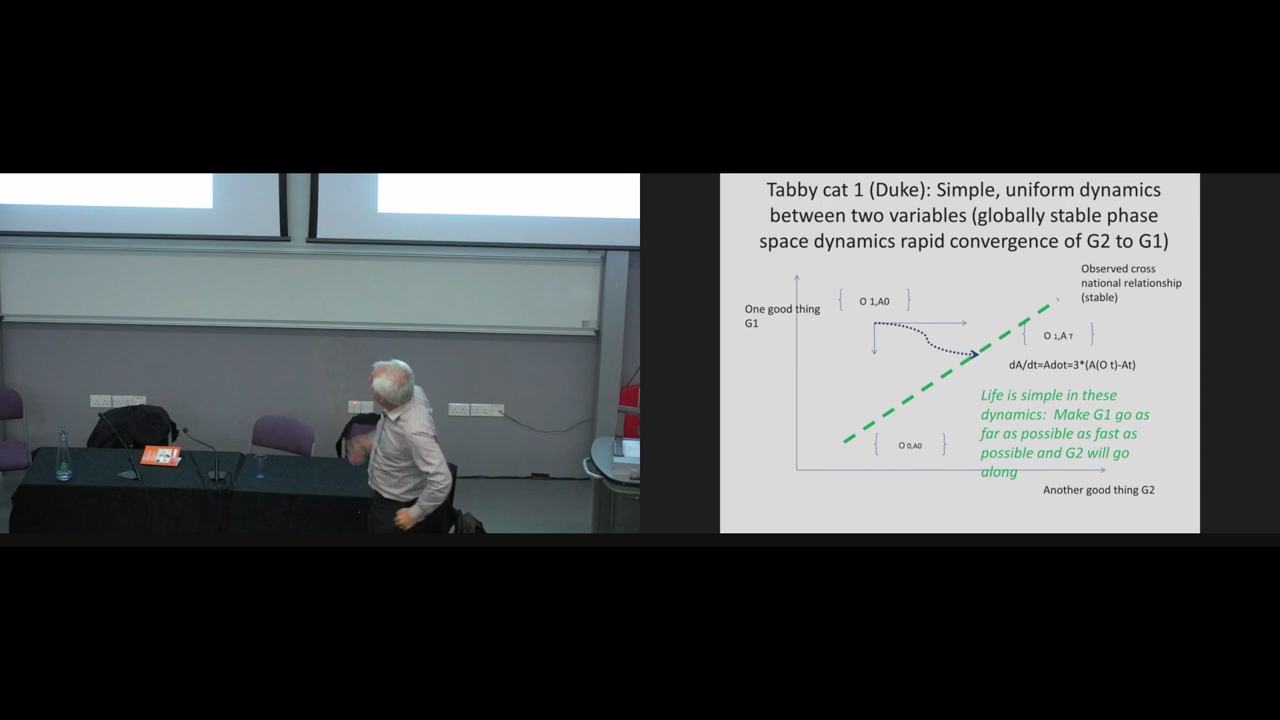 Tabby cat 1 (Duke): Simple, uniform dynamics
between two variables (globally stable phase
space dynamics rapid convergence of G2 to G1)
Observed cross
national relationship
(stable)
O 1,A0
One good thing
G1
O 1,A T
dA/dt=Adot=3*(A(O t)-At)
Life is simple in these
dynamics: Make G1 go as
far as possible as fast as
possible and G2 will go
along
O 0,A0
Another good thing G2